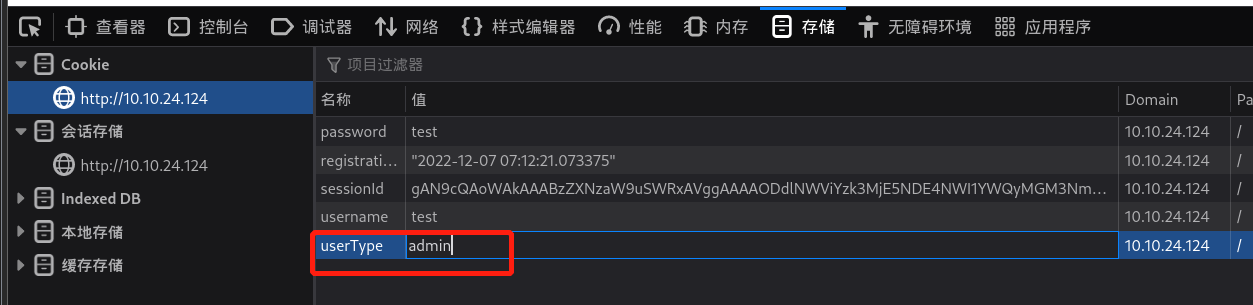 查看器 控制台 调试器 网络 样式编辑器 性能 内存 存储 无障碍环境 应用程序
Cookie
项目过滤器
http://10.10.24.124
名称 值 Domain Pa
会话存储
password test 10.10.24.124 /
http://10.10.24.124
registrati... "2022-12-07 07:12:21.073375" 10.10.24.124 /
sessionId gAN9cQAoWAkAAABzZXNzaW9uSWRxAVggAAAAODdlNWViYzk3MjE5NDE4NWI1YWQyMGM3Nm... 10.10.24.124 /
Indexed DB
username test 10.10.24.124 /
本地存储
userType admin 10.10.24.124 /
缓存存储